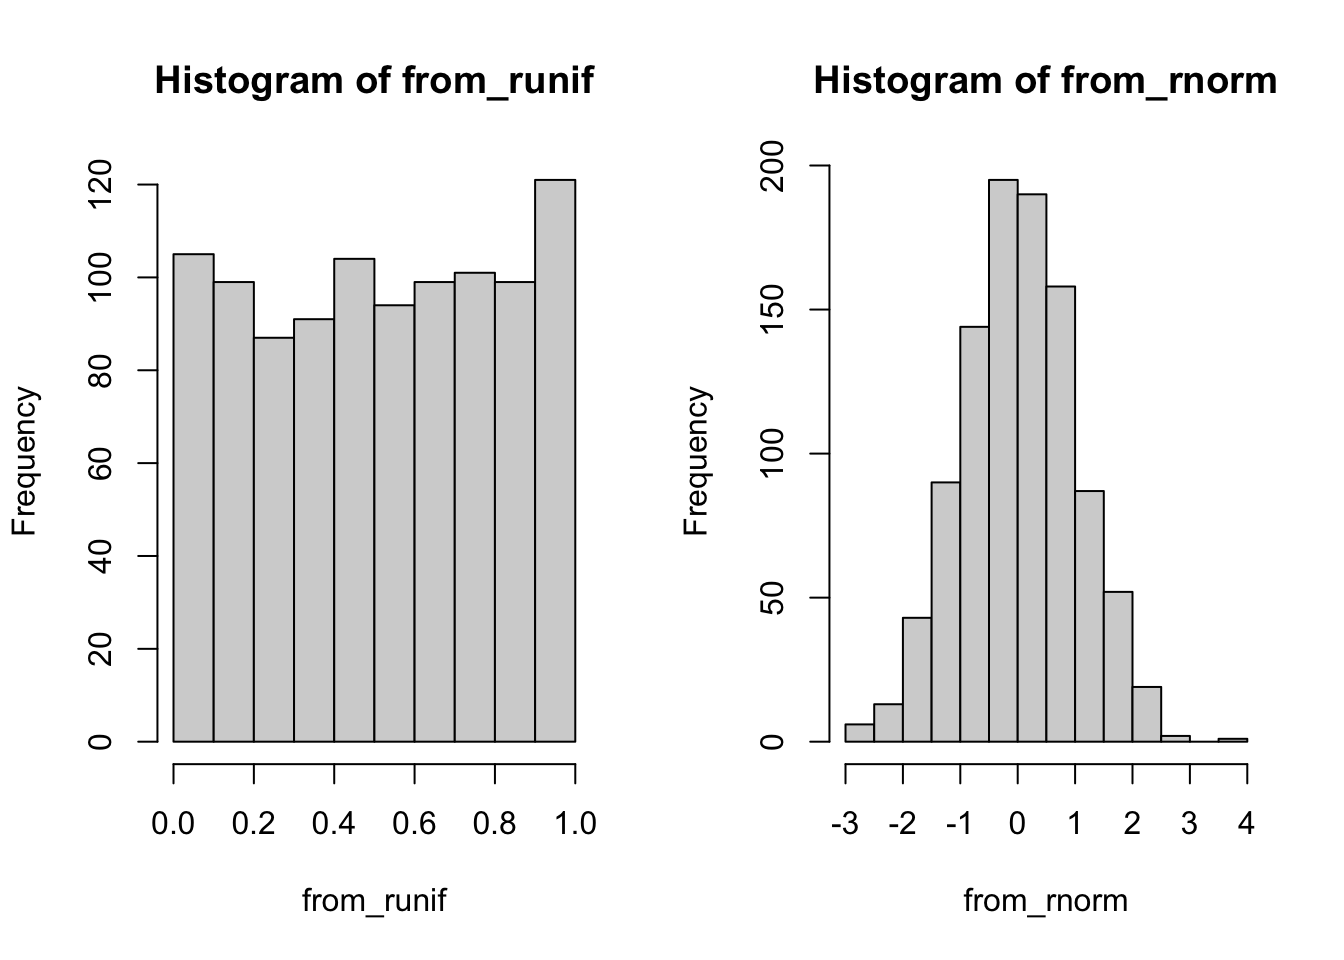 Histogram of from_runif
Frequency
120
100
80
60
40
20
0
0.0 0.2 0.4 0.6 0.8 1.0
from_runif
Histogram of from_rnorm
Frequency
200
150
100
50
0
-3 -2 -1 0 1 2 3 4
from_rnorm